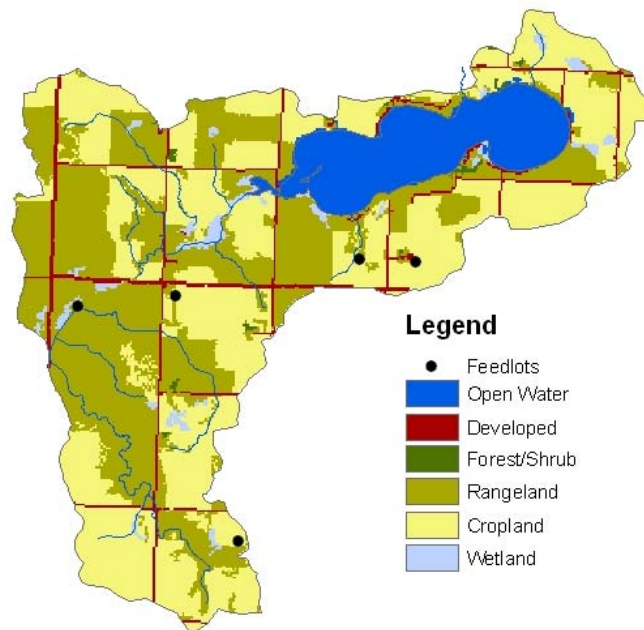 Legend
Feedlots
Open Water
Developed
Forest/Shrub
Rangeland
Cropland
Wetland